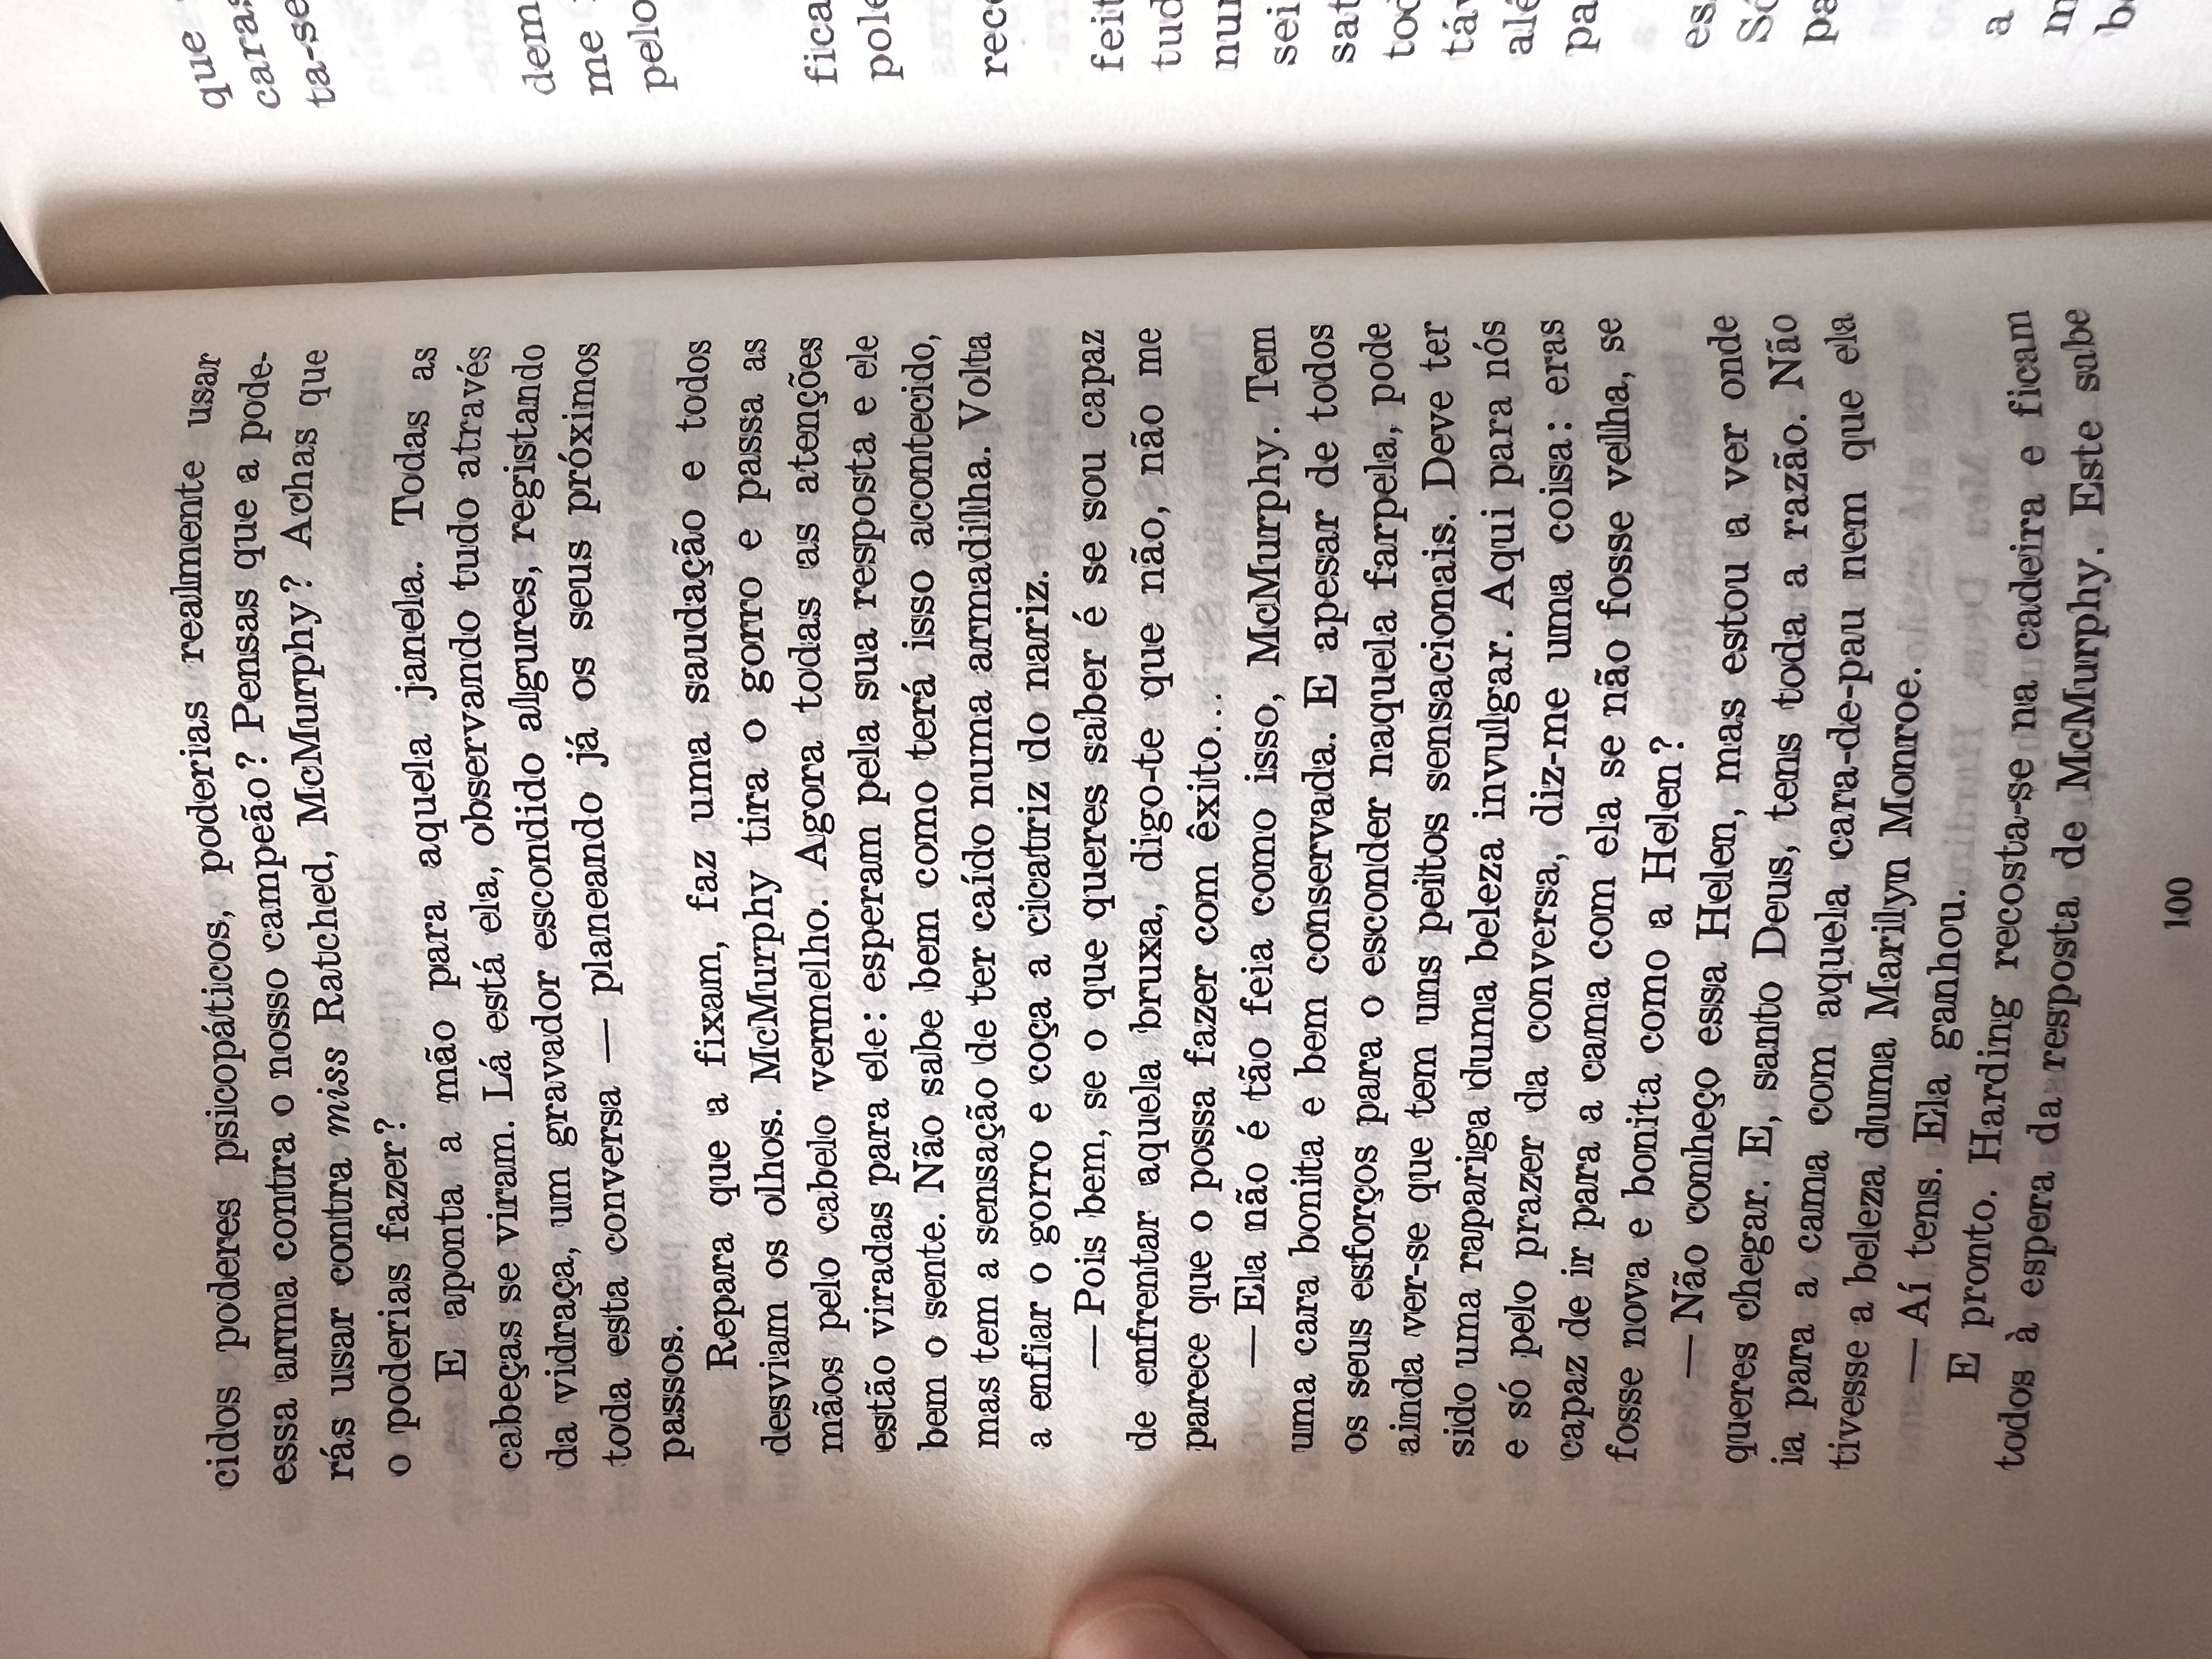 cidos poderes psicopáticos, poderias realmente usar
essa arma contra o nosso campeão? Pensas que a pode-
rás usar contra miss Ratched, McMurphy? Achas que
o poderias fazer?
E aponta a mão para aquela janela. Todas as
cabeças se viram. Lá está ela, observando tudo através
da vidraça, um gravador escondido algures, registando
toda esta conversa — planeando já os seus próximos
passos.
Repara que a fixam, faz uma saudação e todos
desviam os olhos. McMurphy tira o gorro e passa as
mãos pelo cabelo vermelho. Agora todas as atenções
estão viradas para ele: esperam pela sua resposta e ele
bem o sente. Não sabe bem como terá isso acontecido,
mas tem a sensação de ter caído numa armadilha. Volta
a enfiar o gorro e coça a cicatriz do nariz.
— Pois bem, se o que queres saber é se sou capaz
de enfrentar aquela bruxa, digo-te que não, não me
parece que o possa fazer com êxito...
— Ela não é tão feia como isso, McMurphy. Tem
uma cara bonita e bem conservada. E apesar de todos
os seus esforços para o esconder naquela farpela, pode
ainda ver-se que tem uns peitos sensacionais. Deve ter
sido uma rapariga duma beleza invulgar. Aqui para nós
e só pelo prazer da conversa, diz-me uma coisa: eras
capaz de ir para a cama com ela se não fosse velha, se
fosse nova e bonita como a Helen?
— Não conheço essa Helen, mas estou a ver onde
queres chegar. E, santo Deus, tens toda a razão. Não
ia para a cama com aquela cara-de-pau nem que ela
tivesse a beleza duma Marilyn Monroe.
— Aí tens. Ela ganhou.
E pronto. Harding recosta-se na cadeira e ficam
todos à espera da resposta de McMurphy. Este sabe
100
que
caras
ta-se
dem
me
pelo
fica
pole
rece
feit
tud
nun
sei
sat
tod
táv
alé
pa
es
Só
pa
a
m
ba